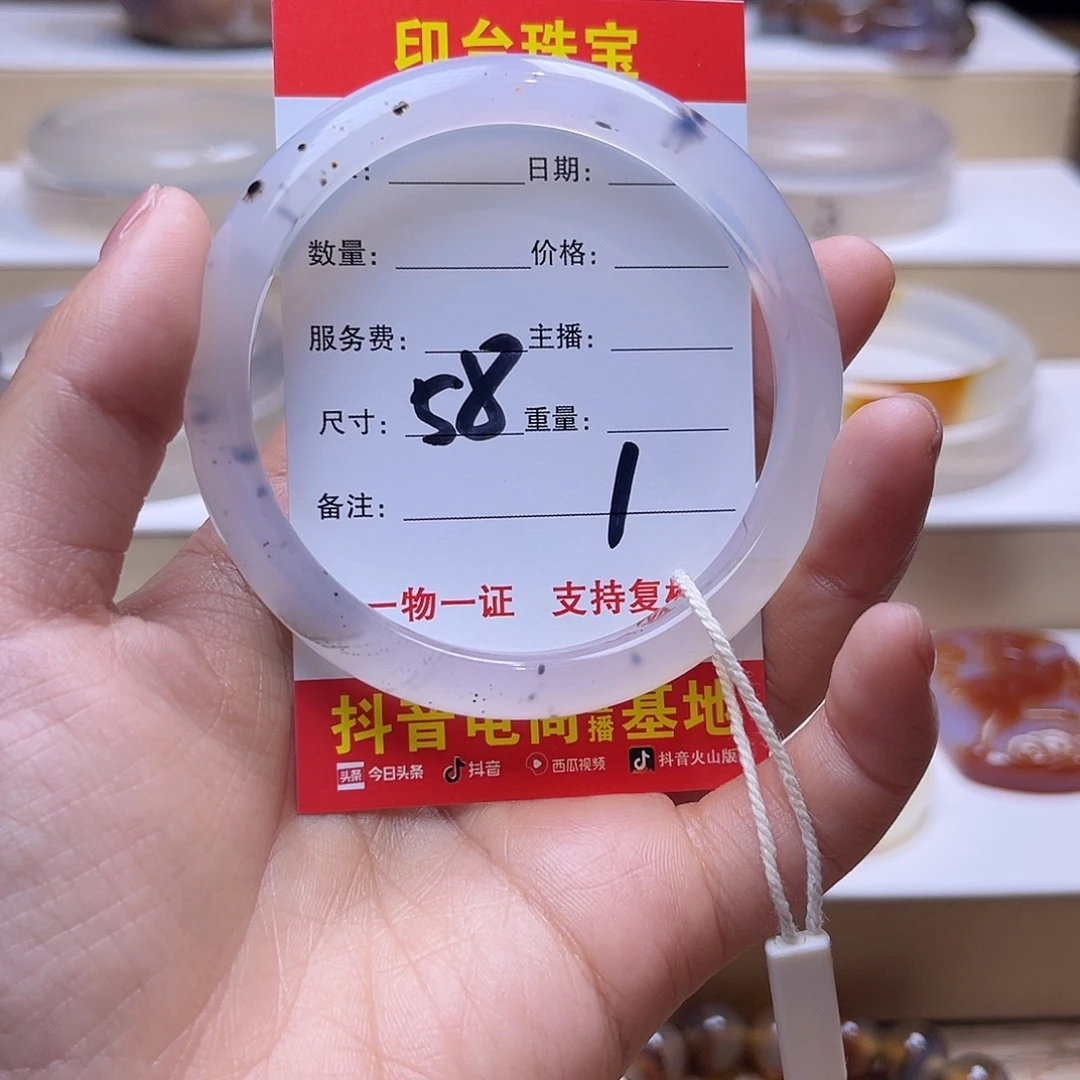 印台珠宝
日期：
数量： 价格：
服务费： 主播：
尺寸： 58 重量：
备注： 1
一物一证 支持复检
抖音电商直播基地
头条 今日头条 抖音 西瓜视频 抖音火山版